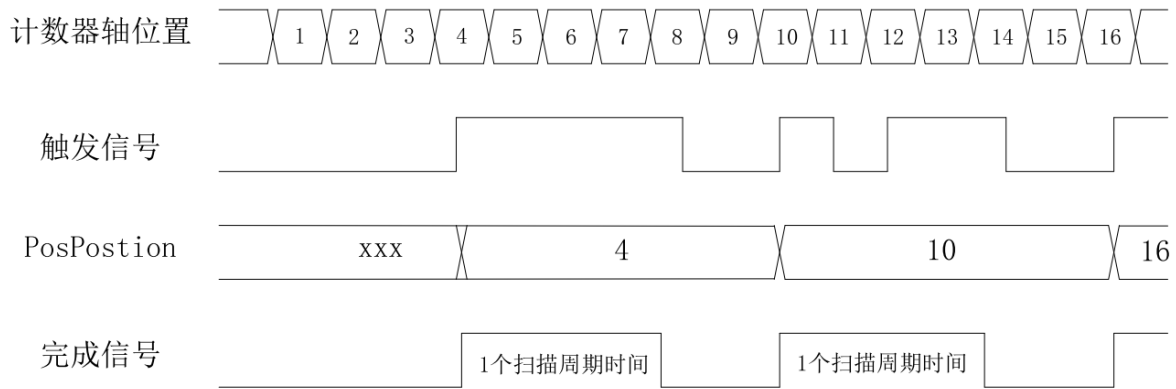 计数器轴位置 1 2 3 4 5 6 7 8 9 10 11 12 13 14 15 16
触发信号
PosPostion xxx 4 10 16
完成信号 1个扫描周期时间 1个扫描周期时间